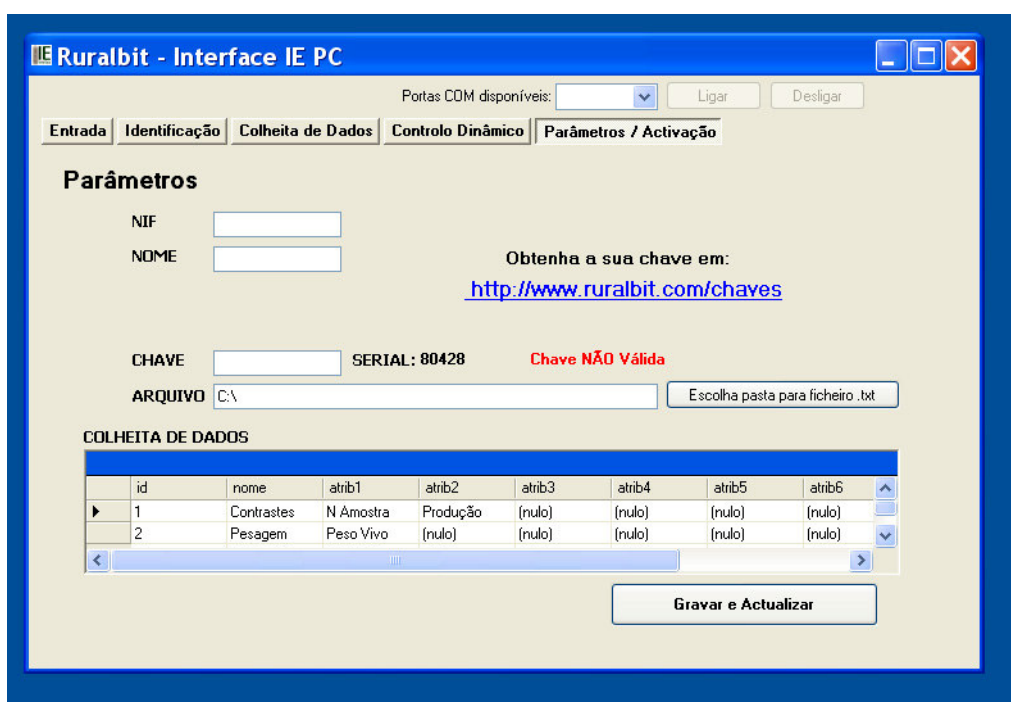 Ruralbit - Interface IE PC
Portas COM disponíveis: Ligar Desligar
Entrada Identificação Colheita de Dados Controlo Dinâmico Parâmetros / Activação
Parâmetros
NIF
NOME
Obtenha a sua chave em:
http://www.ruralbit.com/chaves
CHAVE SERIAL: 80428 Chave NÃO Válida
ARQUIVO C:\ Escolha pasta para ficheiro .txt
COLHEITA DE DADOS
id nome atrib1 atrib2 atrib3 atrib4 atrib5 atrib6
1 Contrastes N Amostra Produção (nulo) (nulo) (nulo) (nulo)
2 Pesagem Peso Vivo (nulo) (nulo) (nulo) (nulo) (nulo)
Gravar e Actualizar